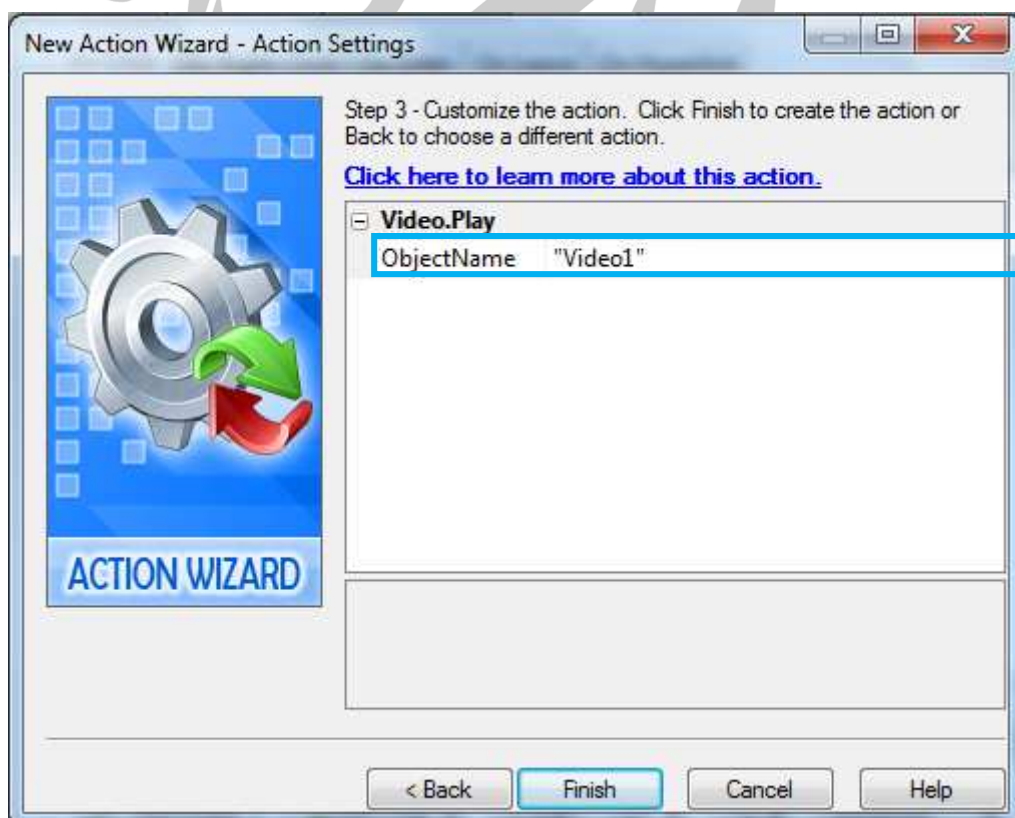 New Action Wizard - Action Settings
Step 3 - Customize the action. Click Finish to create the action or
Back to choose a different action.
Click here to learn more about this action.
Video.Play
ObjectName "Video1"
ACTION WIZARD
< Back Finish Cancel Help